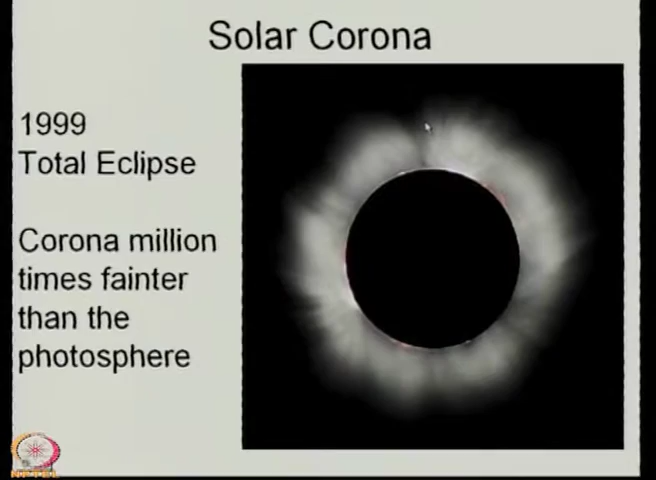 Solar Corona
1999
Total Eclipse
Corona million
times fainter
than the
photosphere